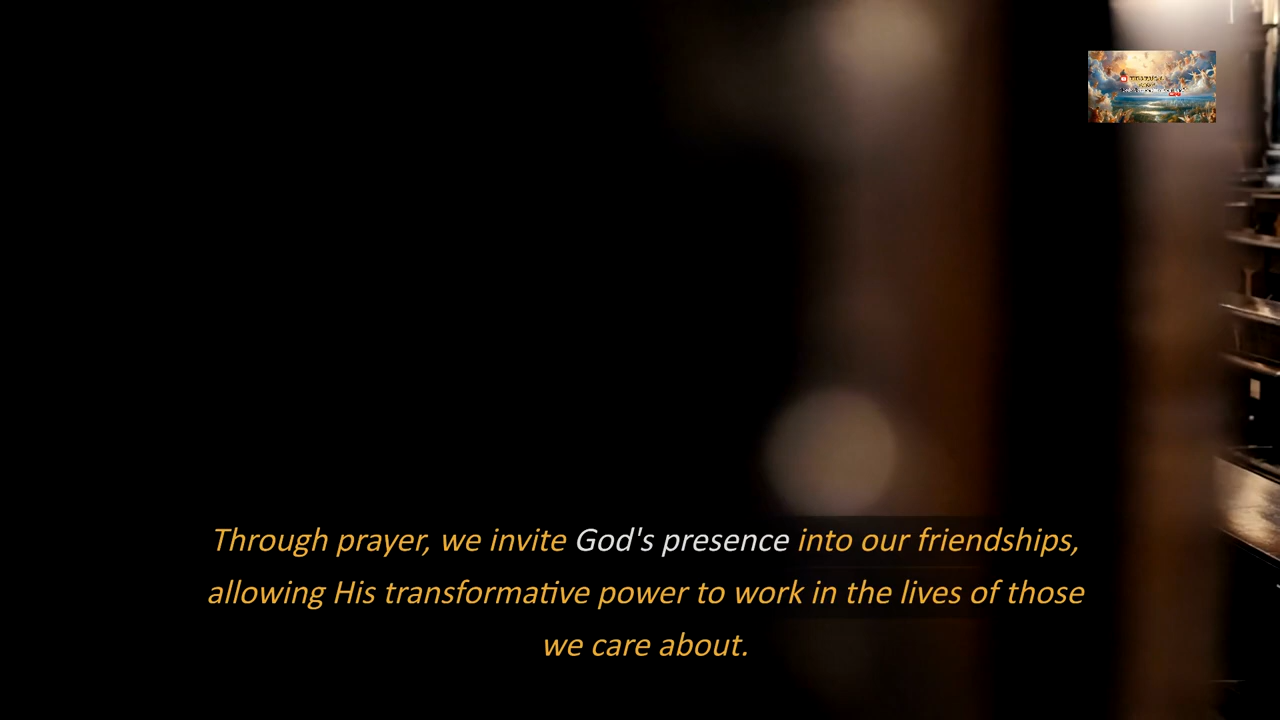 Through prayer, we invite God's presence into our friendships,
allowing His transformative power to work in the lives of those
we care about.